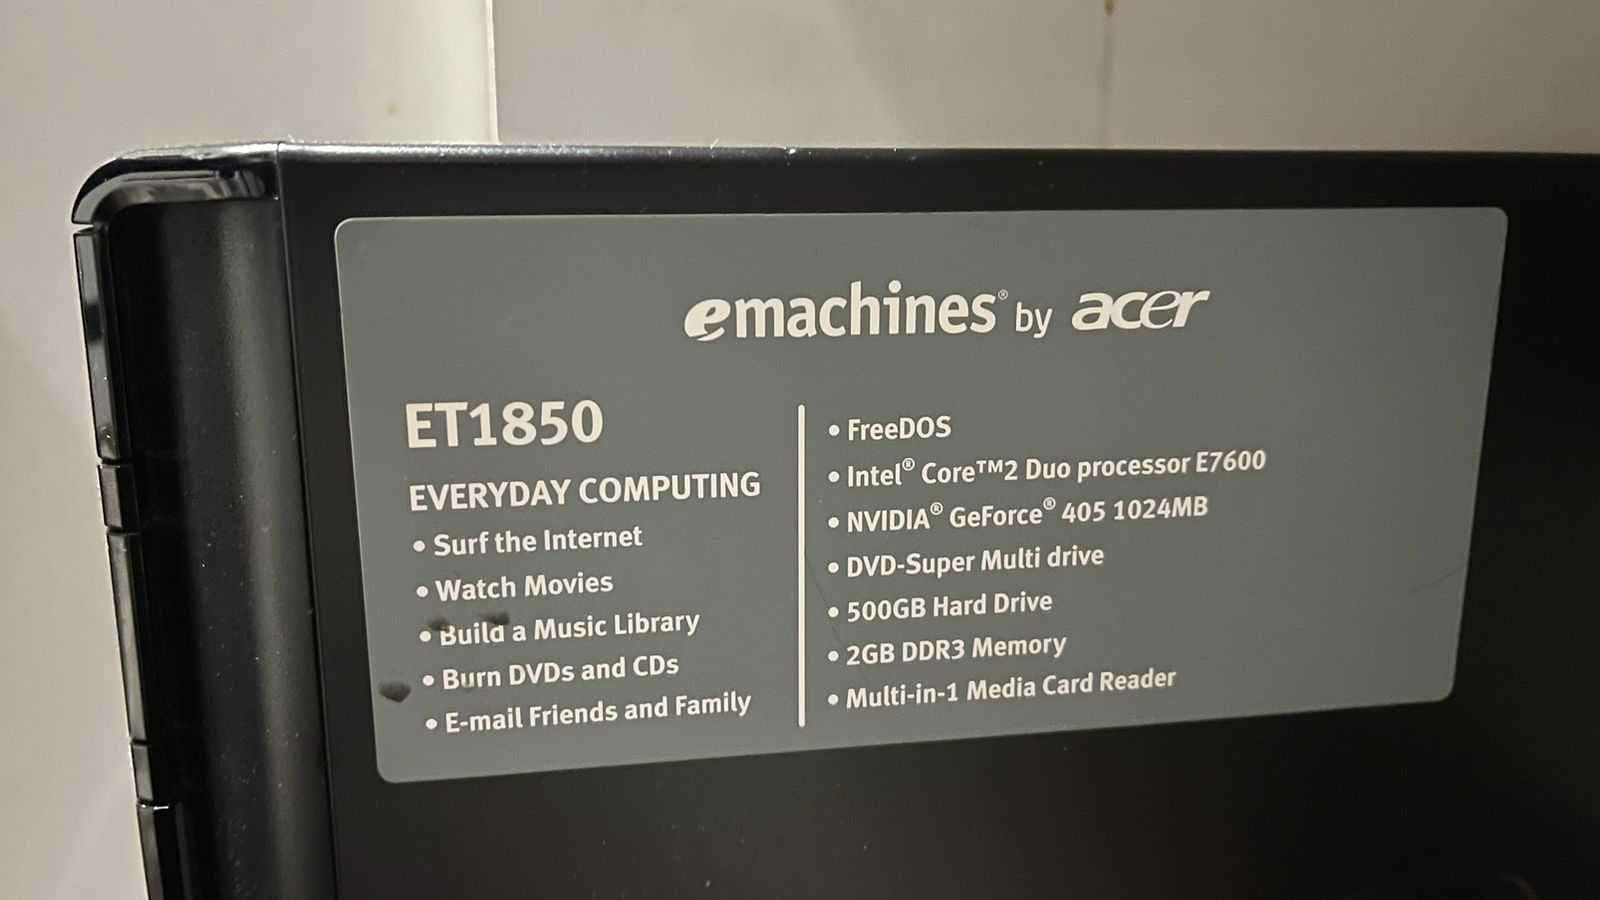 emachines® by acer
ET1850
EVERYDAY COMPUTING
• Surf the Internet
• Watch Movies
• Build a Music Library
• Burn DVDs and CDs
• E-mail Friends and Family
• FreeDOS
• Intel® Core™2 Duo processor E7600
• NVIDIA® GeForce® 405 1024MB
• DVD-Super Multi drive
• 500GB Hard Drive
• 2GB DDR3 Memory
• Multi-in-1 Media Card Reader